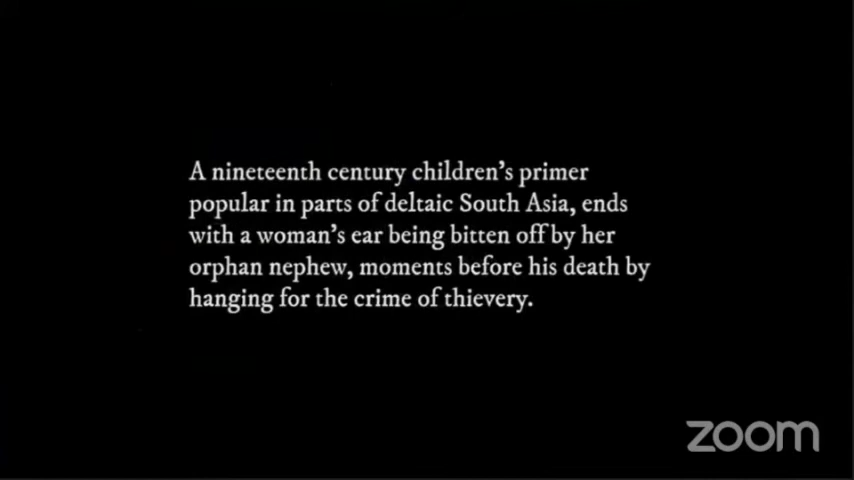 A nineteenth century children's primer
popular in parts of deltaic South Asia, ends
with a woman's ear being bitten off by her
orphan nephew, moments before his death by
hanging for the crime of thievery.
zoom